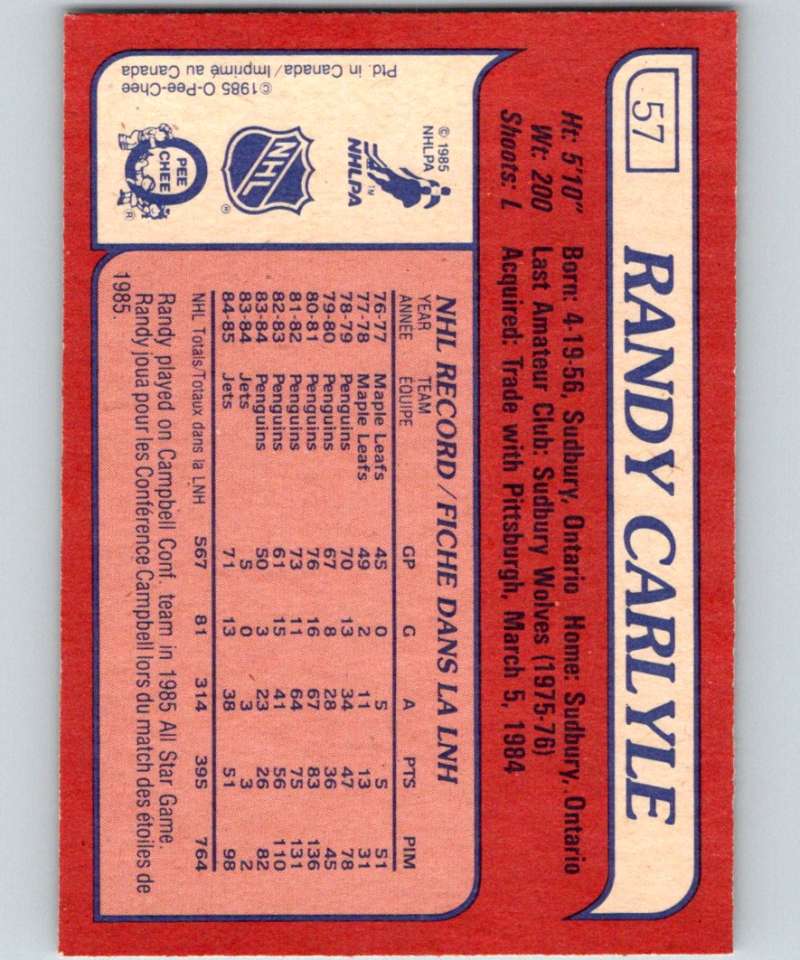 57
RANDY CARLYLE
Ht: 5'10" Born: 4-19-56, Sudbury, Ontario Home: Sudbury, Ontario
Wt: 200 Last Amateur Club: Sudbury Wolves (1975-76)
Shoots: L Acquired: Trade with Pittsburgh, March 5, 1984
NHL RECORD/FICHE DANS LA LNH
YEAR TEAM
ANNÉE ÉQUIPE GP G A PTS PIM
76-77 Maple Leafs 45 0 5 5 51
77-78 Maple Leafs 49 2 11 13 31
78-79 Penguins 70 13 34 47 78
79-80 Penguins 67 8 28 36 45
80-81 Penguins 76 16 67 83 136
81-82 Penguins 73 11 64 75 131
82-83 Penguins 61 15 41 56 110
83-84 Penguins 50 3 23 26 82
83-84 Jets 5 0 3 3 2
84-85 Jets 71 13 38 51 98
NHL Totals/Totaux dans la LNH 567 81 314 395 764
Randy played on Campbell Conf. team in 1985 All Star Game.
Randy joua pour les Conférence Campbell lors du match des étoiles de
1985.
© 1985
NHLPA
NHLPA™
NHL®
O PEE CHEE®
©1985 O-Pee-Chee
Ptd. in Canada/Imprimé au Canada